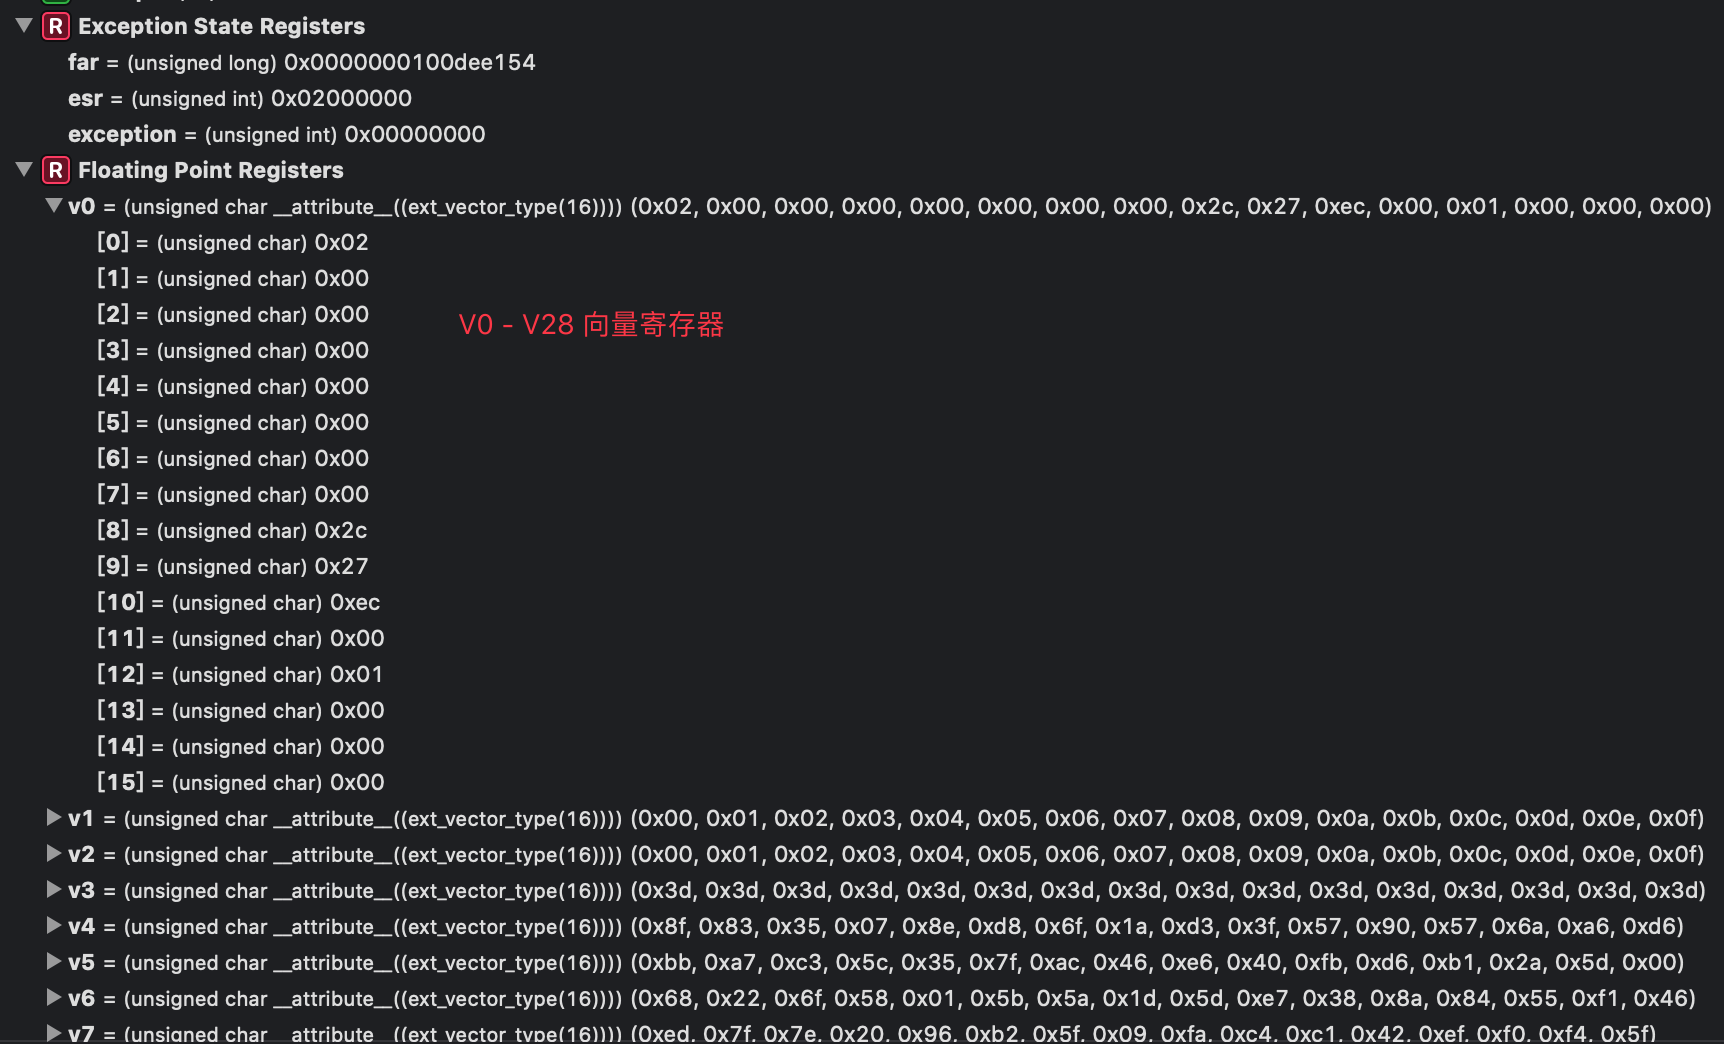 R Exception State Registers
far = (unsigned long) 0x0000000100dee154
esr = (unsigned int) 0x02000000
exception = (unsigned int) 0x00000000
R Floating Point Registers
v0 = (unsigned char __attribute__((ext_vector_type(16)))) (0x02, 0x00, 0x00, 0x00, 0x00, 0x00, 0x00, 0x00, 0x2c, 0x27, 0xec, 0x00, 0x01, 0x00, 0x00, 0x00)
[0] = (unsigned char) 0x02
[1] = (unsigned char) 0x00
[2] = (unsigned char) 0x00
V0 - V28 向量寄存器
[3] = (unsigned char) 0x00
[4] = (unsigned char) 0x00
[5] = (unsigned char) 0x00
[6] = (unsigned char) 0x00
[7] = (unsigned char) 0x00
[8] = (unsigned char) 0x2c
[9] = (unsigned char) 0x27
[10] = (unsigned char) 0xec
[11] = (unsigned char) 0x00
[12] = (unsigned char) 0x01
[13] = (unsigned char) 0x00
[14] = (unsigned char) 0x00
[15] = (unsigned char) 0x00
v1 = (unsigned char __attribute__((ext_vector_type(16)))) (0x00, 0x01, 0x02, 0x03, 0x04, 0x05, 0x06, 0x07, 0x08, 0x09, 0x0a, 0x0b, 0x0c, 0x0d, 0x0e, 0x0f)
v2 = (unsigned char __attribute__((ext_vector_type(16)))) (0x00, 0x01, 0x02, 0x03, 0x04, 0x05, 0x06, 0x07, 0x08, 0x09, 0x0a, 0x0b, 0x0c, 0x0d, 0x0e, 0x0f)
v3 = (unsigned char __attribute__((ext_vector_type(16)))) (0x3d, 0x3d, 0x3d, 0x3d, 0x3d, 0x3d, 0x3d, 0x3d, 0x3d, 0x3d, 0x3d, 0x3d, 0x3d, 0x3d, 0x3d, 0x3d)
v4 = (unsigned char __attribute__((ext_vector_type(16)))) (0x8f, 0x83, 0x35, 0x07, 0x8e, 0xd8, 0x6f, 0x1a, 0xd3, 0x3f, 0x57, 0x90, 0x57, 0x6a, 0xa6, 0xd6)
v5 = (unsigned char __attribute__((ext_vector_type(16)))) (0xbb, 0xa7, 0xc3, 0x5c, 0x35, 0x7f, 0xac, 0x46, 0xe6, 0x40, 0xfb, 0xd6, 0xb1, 0x2a, 0x5d, 0x00)
v6 = (unsigned char __attribute__((ext_vector_type(16)))) (0x68, 0x22, 0x6f, 0x58, 0x01, 0x5b, 0x5a, 0x1d, 0x5d, 0xe7, 0x38, 0x8a, 0x84, 0x55, 0xf1, 0x46)
v7 = (unsigned char __attribute__((ext_vector_type(16)))) (0xed, 0x7f, 0x7e, 0x20, 0x96, 0xb2, 0x5f, 0x09, 0xfa, 0xc4, 0xc1, 0x42, 0xef, 0xf0, 0xf4, 0x5f)